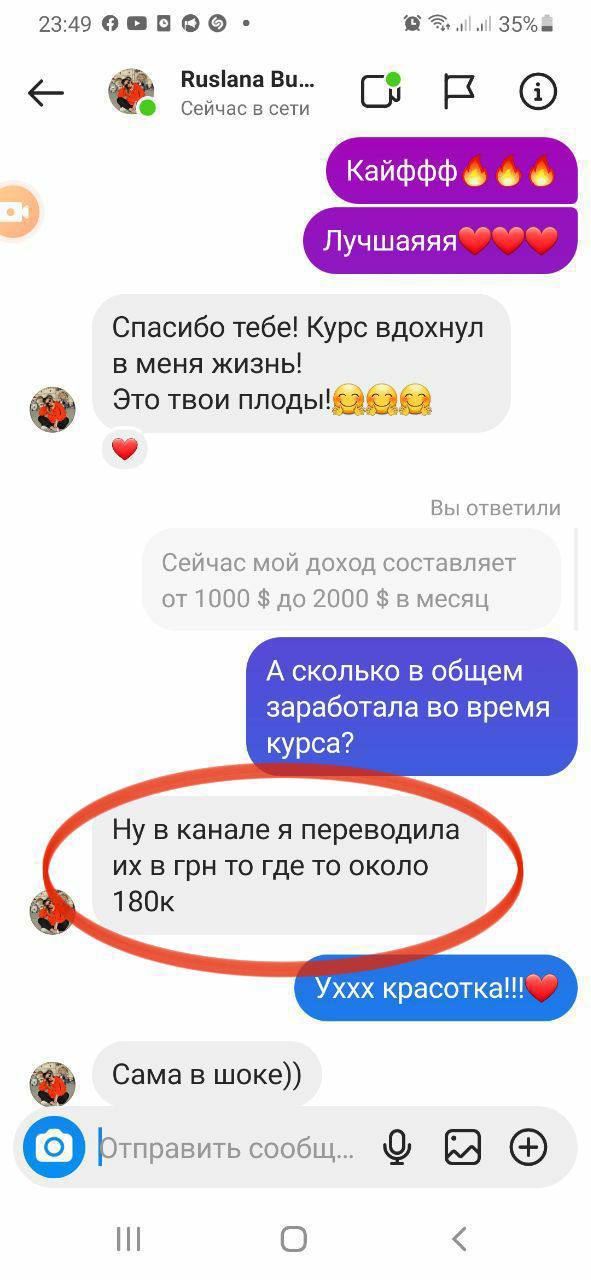 23:49
35%
Ruslana Bu...
Сейчас в сети
Кайффф🔥🔥🔥
Лучшаяяя❤️❤️❤️
Спасибо тебе! Курс вдохнул
в меня жизнь!
Это твои плоды!🤗🤗🤗
Вы ответили
Сейчас мой доход составляет
от 1000 $ до 2000 $ в месяц
А сколько в общем
заработала во время
курса?
Ну в канале я переводила
их в грн то где то около
180к
Уххх красотка!!!❤️
Сама в шоке))
Отправить сообщ...